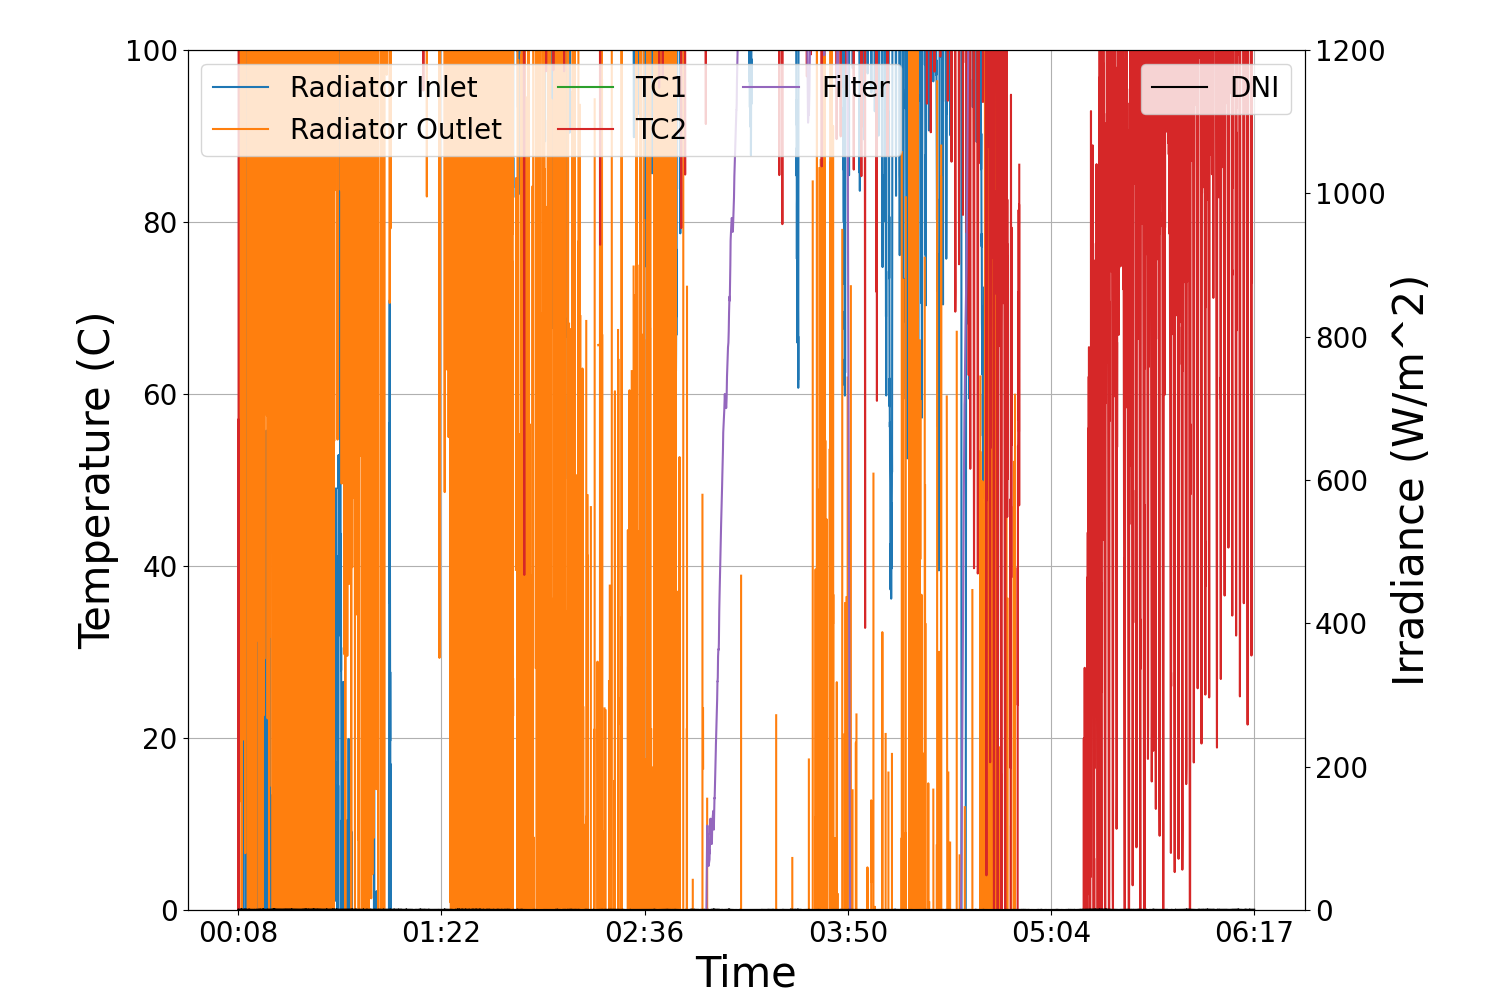 Radiator Inlet
Radiator Outlet
TC1
TC2
Filter
DNI
100
80
60
40
20
0
Temperature (C)
1200
1000
800
600
400
200
0
Irradiance (W/m^2)
00:08 01:22 02:36 03:50 05:04 06:17
Time